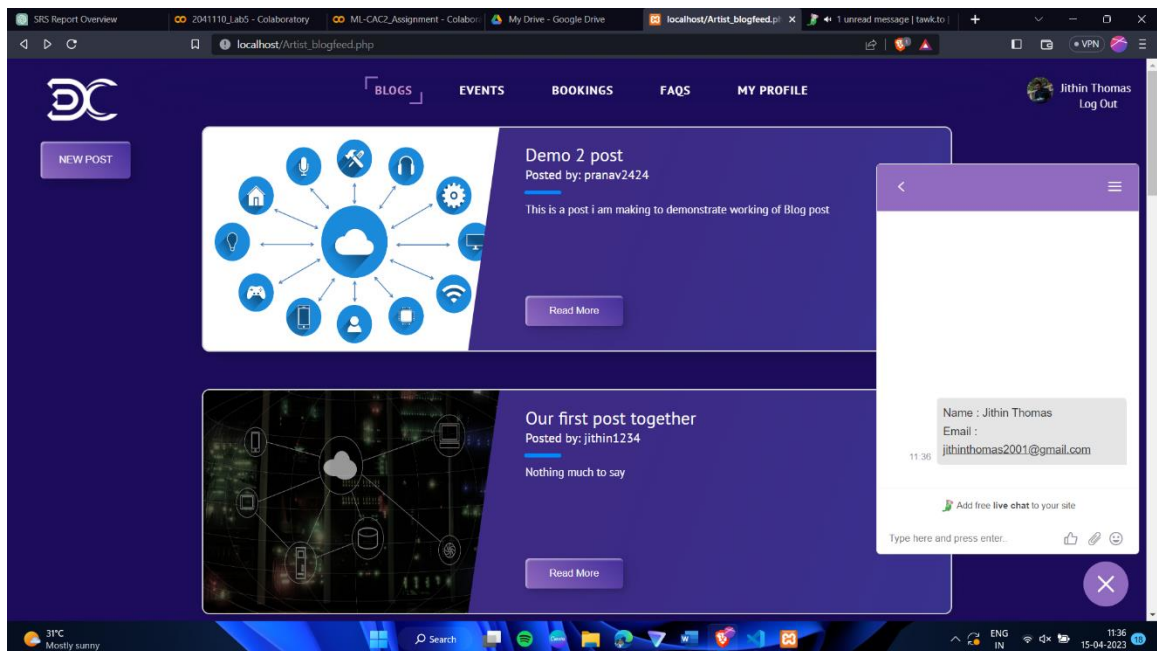 SRS Report Overview
2041110_Lab5 - Colaboratory
ML-CAC2_Assignment - Colabor
My Drive - Google Drive
localhost/Artist_blogfeed.ph
1 unread message | tawk.to |
localhost/Artist_blogfeed.php
VPN
BLOGS
EVENTS
BOOKINGS
FAQS
MY PROFILE
Jithin Thomas
Log Out
NEW POST
Demo 2 post
Posted by: pranav2424
This is a post i am making to demonstrate working of Blog post
Read More
Our first post together
Posted by: jithin1234
Nothing much to say
Read More
Name : Jithin Thomas
Email :
jithinthomas2001@gmail.com
11:36
Add free live chat to your site
Type here and press enter..
31°C
Mostly sunny
Search
ENG
IN
11:36
15-04-2023
18